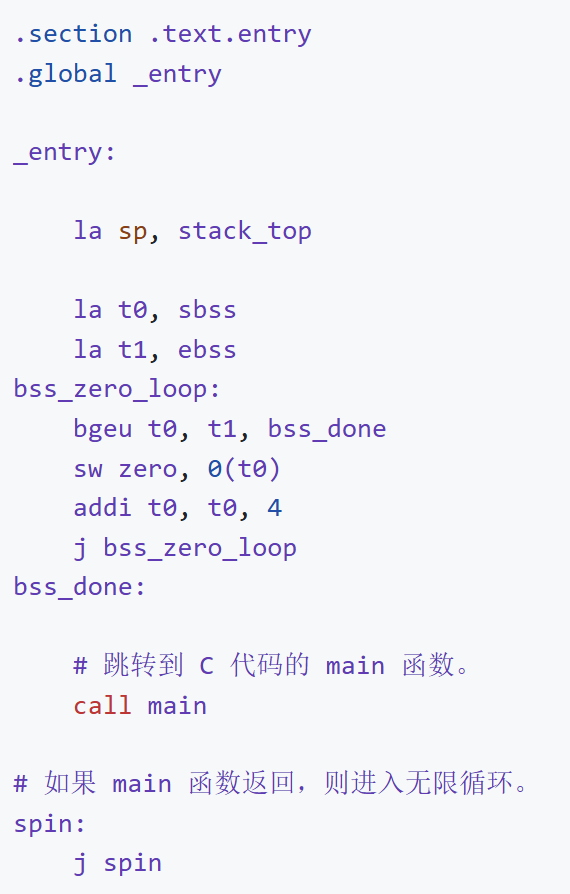 .section .text.entry
.global _entry

_entry:

    la sp, stack_top

    la t0, sbss
    la t1, ebss
bss_zero_loop:
    bgeu t0, t1, bss_done
    sw zero, 0(t0)
    addi t0, t0, 4
    j bss_zero_loop
bss_done:

    # 跳转到 C 代码的 main 函数。
    call main

# 如果 main 函数返回，则进入无限循环。
spin:
    j spin